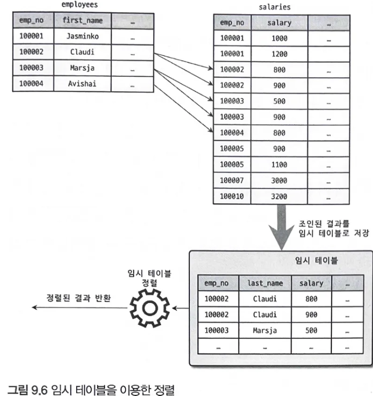 employees
emp_no first_name …
100001 Jasminko …
100002 Claudi …
100003 Marsja …
100004 Avishai …
salaries
emp_no salary …
100001 1000 …
100001 1200 …
100002 800 …
100002 900 …
100003 500 …
100003 900 …
100004 800 …
100005 900 …
100005 1100 …
100007 3000 …
100010 3200 …
조인된 결과를
임시 테이블로 저장
임시 테이블
emp_no last_name salary …
100002 Claudi 800 …
100002 Claudi 900 …
100003 Marsja 500 …
… … … …
임시 테이블
정렬
정렬된 결과 반환
그림 9.6 임시 테이블을 이용한 정렬